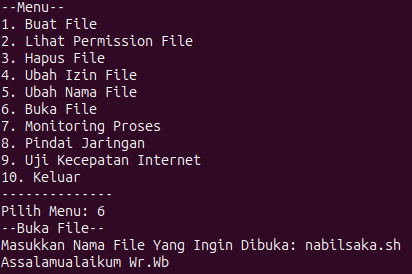 --Menu--
1. Buat File
2. Lihat Permission File
3. Hapus File
4. Ubah Izin File
5. Ubah Nama File
6. Buka File
7. Monitoring Proses
8. Pindai Jaringan
9. Uji Kecepatan Internet
10. Keluar
--------------
Pilih Menu: 6
--Buka File--
Masukkan Nama File Yang Ingin Dibuka: nabilsaka.sh
Assalamualaikum Wr.Wb